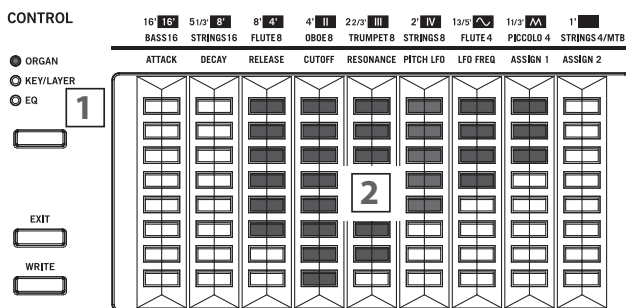 CONTROL
16' 16' 5 1/3' 8' 8' 4' 4' II 2 2/3' III 2' IV 1 3/5' 1 1/3' 1'
BASS16 STRINGS16 FLUTE8 OBOE8 TRUMPET8 STRINGS8 FLUTE4 PICCOLO 4 STRINGS4/MTB
ORGAN
ATTACK DECAY RELEASE CUTOFF RESONANCE PITCH LFO LFO FREQ ASSIGN 1 ASSIGN 2
KEY/LAYER
EQ
1
2
EXIT
WRITE